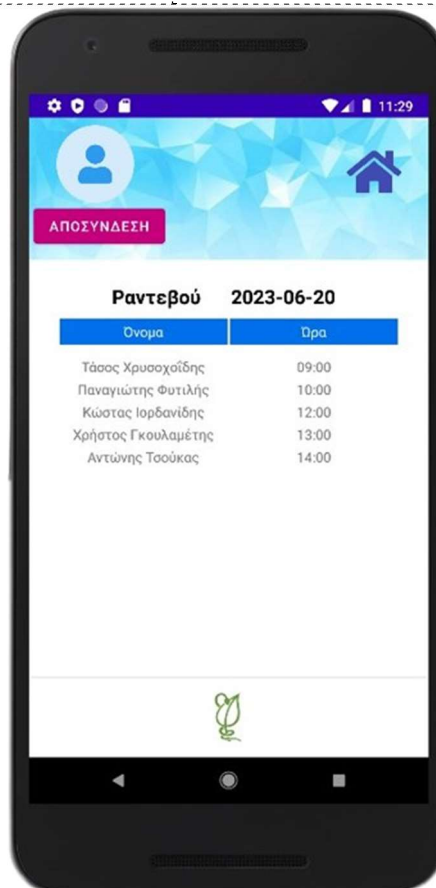 11:29
ΑΠΟΣΥΝΔΕΣΗ
Ραντεβού 2023-06-20
Όνομα Ώρα
Τάσος Χρυσοχοΐδης 09:00
Παναγιώτης Φυτιλής 10:00
Κώστας Ιορδανίδης 12:00
Χρήστος Γκουλαμέτης 13:00
Αντώνης Τσούκας 14:00